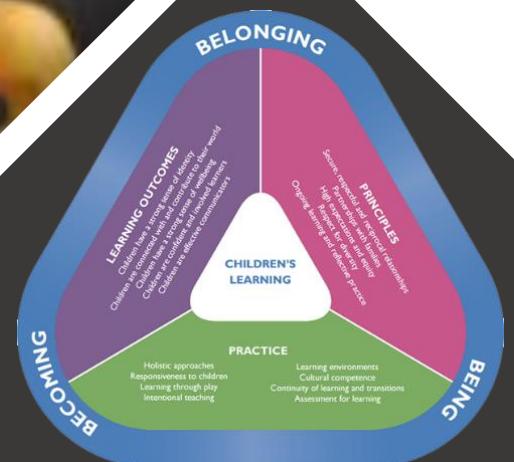 BELONGING
LEARNING OUTCOMES
Children have a strong sense of identity
Children are connected with and contribute to their world
Children have a strong sense of wellbeing
Children are confident and involved learners
Children are effective communicators
PRINCIPLES
Secure, respectful and reciprocal relationships
Partnerships with families
High expectations and equity
Respect for diversity
Ongoing learning and reflective practice
CHILDREN'S
LEARNING
PRACTICE
Holistic approaches
Responsiveness to children
Learning through play
Intentional teaching
Learning environments
Cultural competence
Continuity of learning and transitions
Assessment for learning
BECOMING
BEING